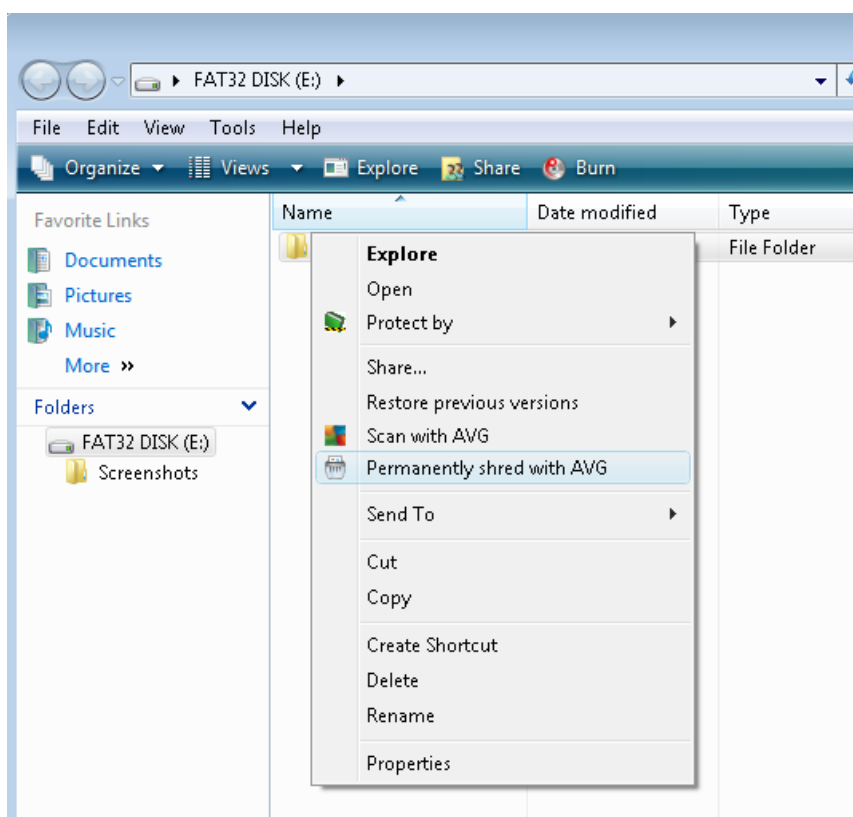 FAT32 DISK (E:)
File Edit View Tools Help
Organize Views Explore Share Burn
Favorite Links
Documents
Pictures
Music
More »
Folders
FAT32 DISK (E:)
Screenshots
Name Date modified Type
File Folder
Explore
Open
Protect by
Share...
Restore previous versions
Scan with AVG
Permanently shred with AVG
Send To
Cut
Copy
Create Shortcut
Delete
Rename
Properties